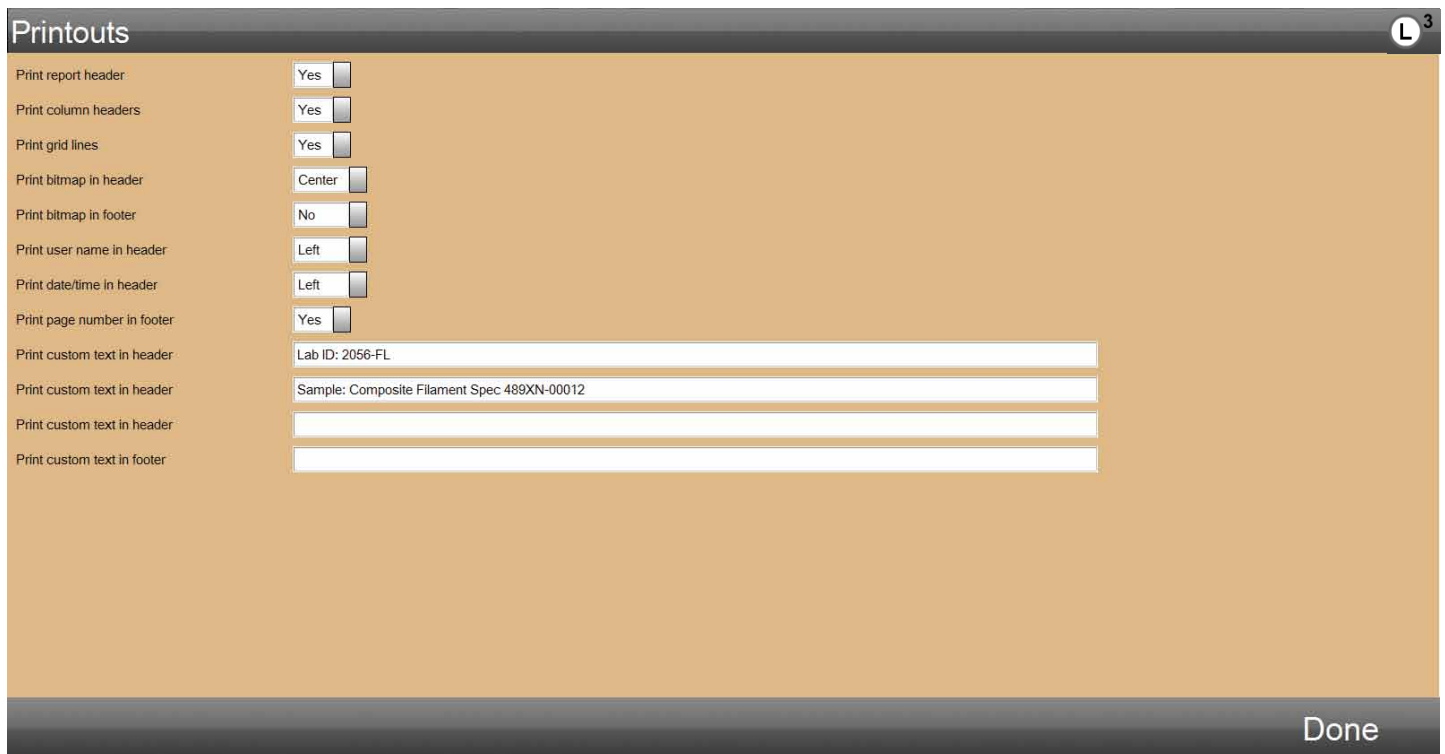 Printouts
L3
Print report header Yes
Print column headers Yes
Print grid lines Yes
Print bitmap in header Center
Print bitmap in footer No
Print user name in header Left
Print date/time in header Left
Print page number in footer Yes
Print custom text in header Lab ID: 2056-FL
Print custom text in header Sample: Composite Filament Spec 489XN-00012
Print custom text in header
Print custom text in footer
Done